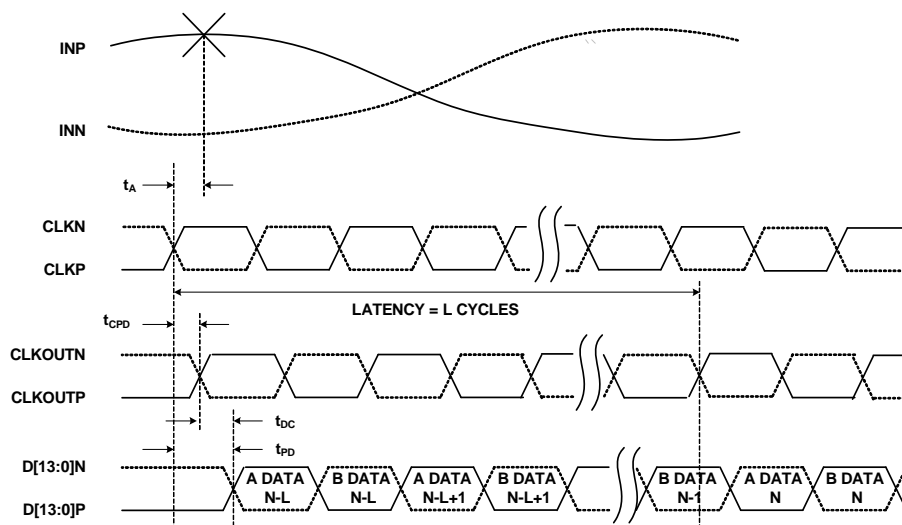 INP
INN
tA
CLKN
CLKP
LATENCY = L CYCLES
tCPD
CLKOUTN
CLKOUTP
tDC
tPD
D[13:0]N
D[13:0]P
A DATA
N-L
B DATA
N-L
A DATA
N-L+1
B DATA
N-L+1
B DATA
N-1
A DATA
N
B DATA
N